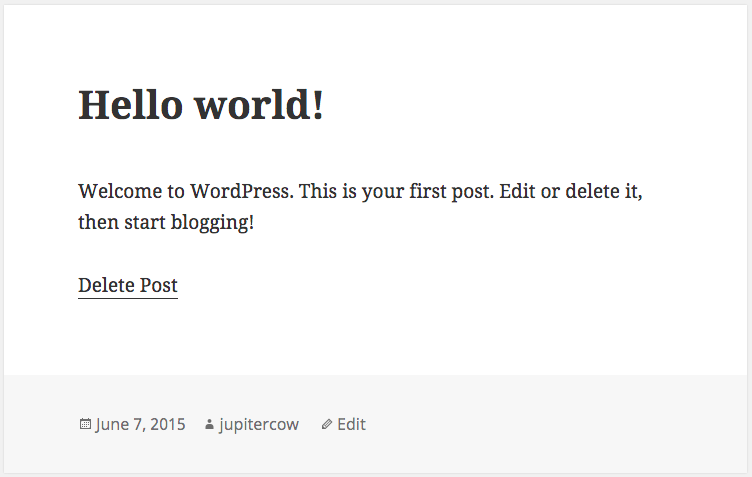 Hello world!
Welcome to WordPress. This is your first post. Edit or delete it,
then start blogging!
Delete Post
June 7, 2015 jupitercow Edit